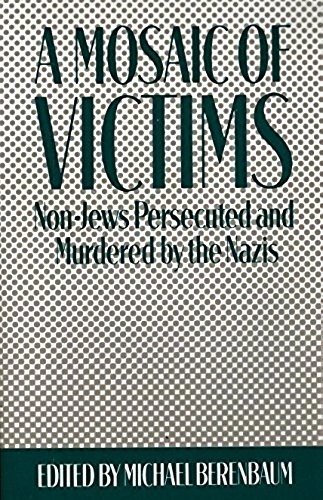 A MOSAIC OF
VICTIMS
Non-Jews Persecuted and
Murdered by the Nazis
EDITED BY MICHAEL BERENBAUM